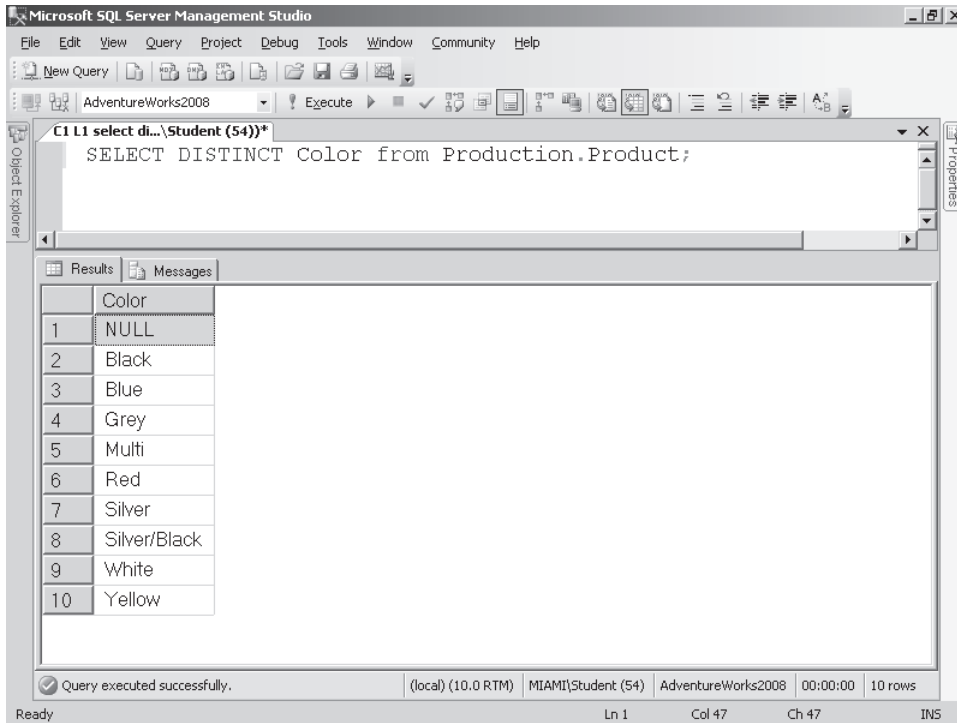 Microsoft SQL Server Management Studio
File Edit View Query Project Debug Tools Window Community Help
New Query
AdventureWorks2008 Execute
Object Explorer
C1 L1 select di...\Student (54))*
Properties
SELECT DISTINCT Color from Production.Product;
Results Messages
Color
1 NULL
2 Black
3 Blue
4 Grey
5 Multi
6 Red
7 Silver
8 Silver/Black
9 White
10 Yellow
Query executed successfully. (local) (10.0 RTM) MIAMI\Student (54) AdventureWorks2008 00:00:00 10 rows
Ready Ln 1 Col 47 Ch 47 INS